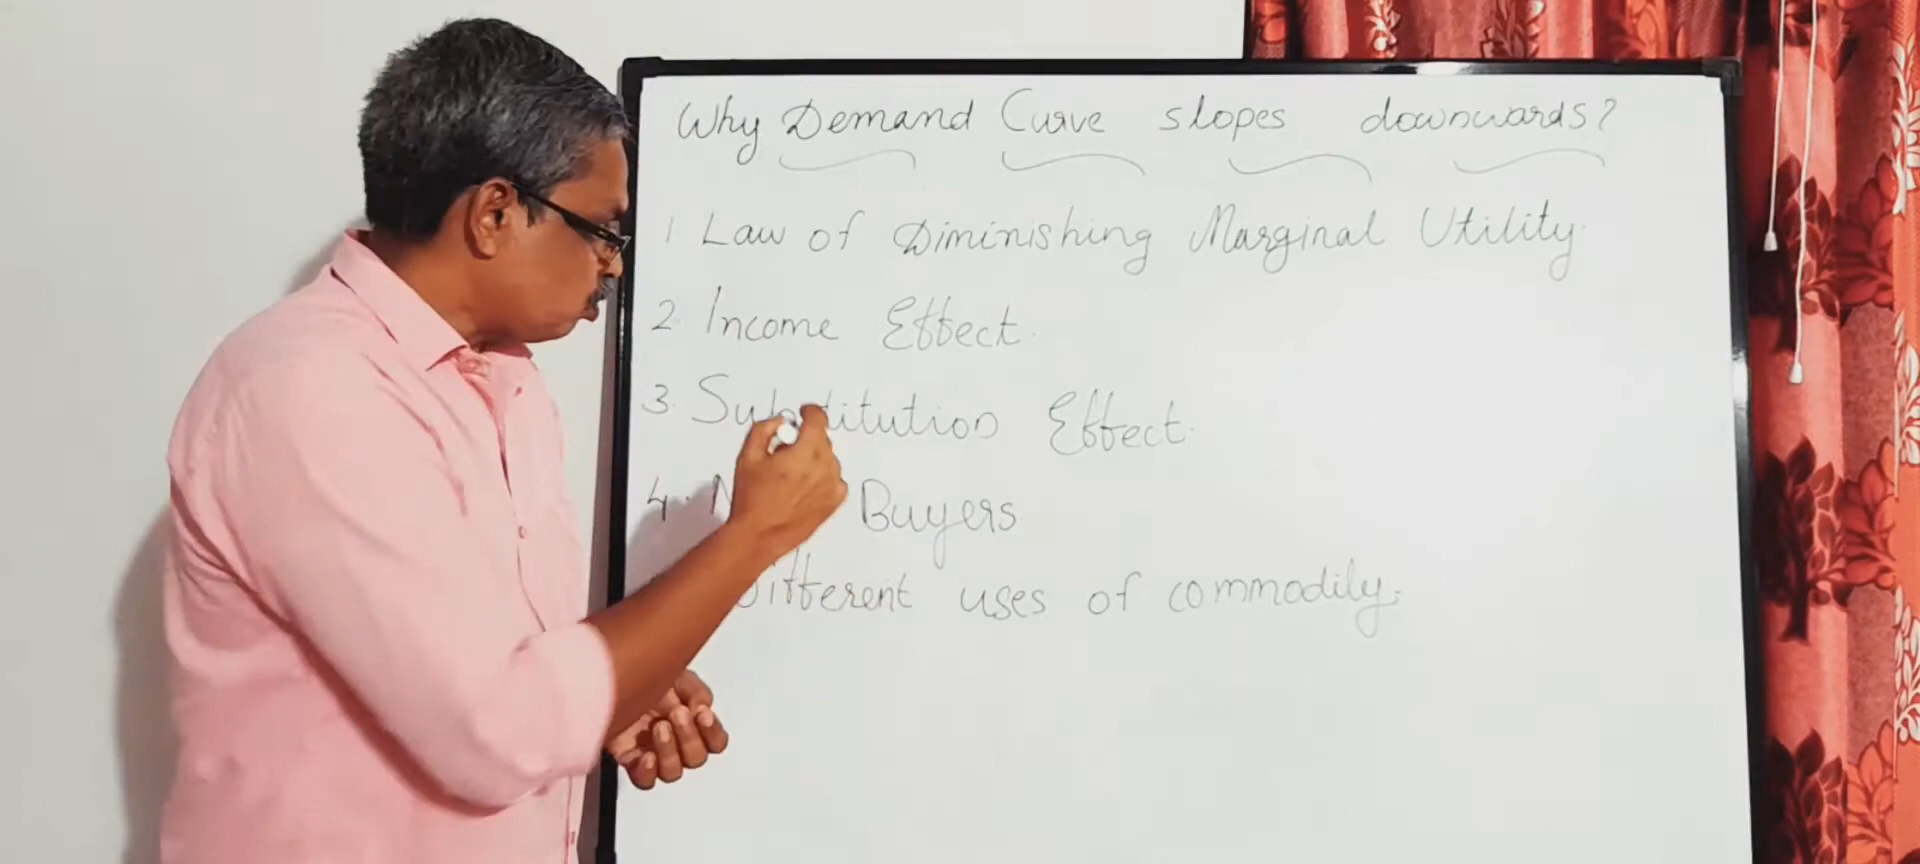 Why Demand Curve slopes downwards?
1 Law of Diminishing Marginal Utility.
2. Income Effect.
3. Substitution Effect.
4. Buyers
Different uses of commodity.